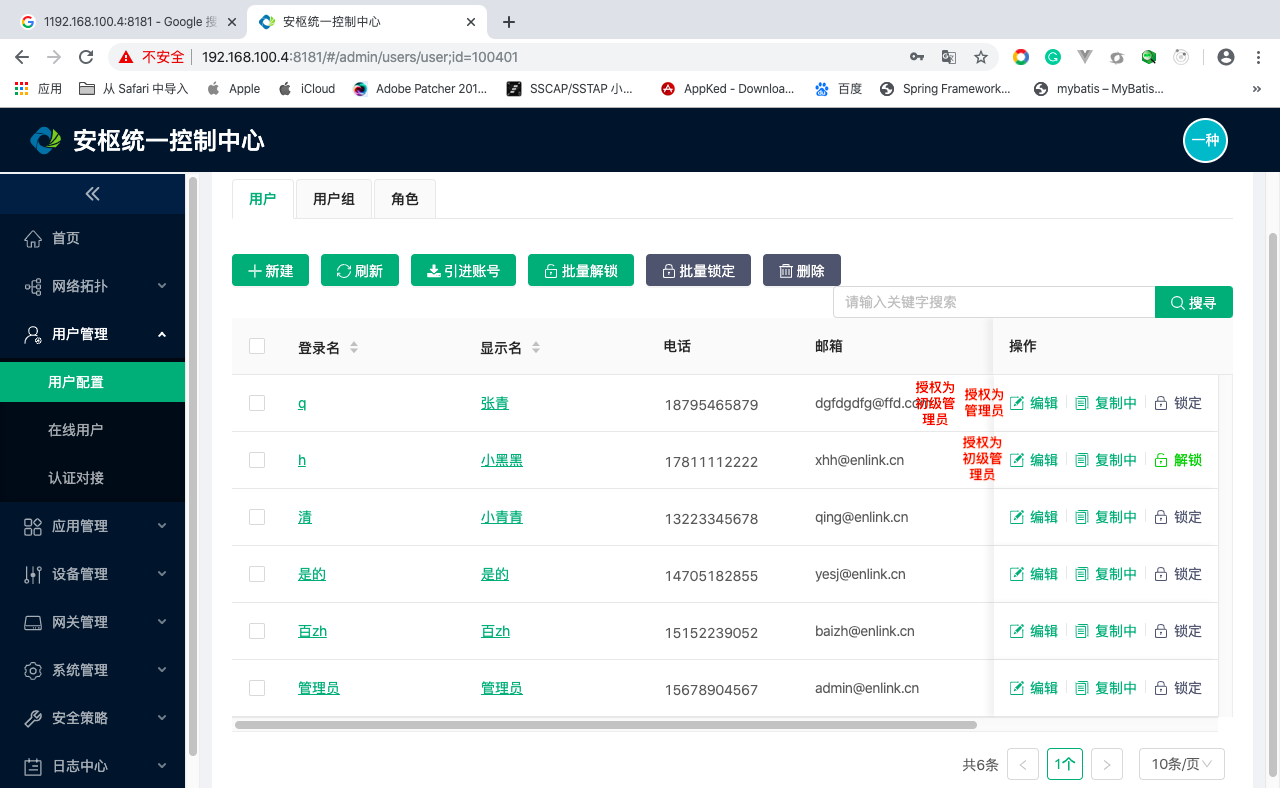 1192.168.100.4:8181 - Google 搜
安枢统一控制中心
不安全
192.168.100.4:8181/#/admin/users/user;id=100401
应用
从 Safari 中导入
Apple
iCloud
Adobe Patcher 201...
SSCAP/SSTAP 小...
AppKed - Downloa...
百度
Spring Framework...
mybatis – MyBatis...
»
安枢统一控制中心
一种
首页
网络拓扑
用户管理
用户配置
在线用户
认证对接
应用管理
设备管理
网关管理
系统管理
安全策略
日志中心
用户 用户组 角色
新建 刷新 引进账号 批量解锁 批量锁定 删除
请输入关键字搜索 搜寻
登录名 显示名 电话 邮箱 操作
q 张青 18795465879 dgfdgdfg@ffd.com 编辑 复制中 锁定
授权为
初级管
理员
授权为
管理员
h 小黑黑 17811112222 xhh@enlink.cn 编辑 复制中 解锁
授权为
初级管
理员
清 小青青 13223345678 qing@enlink.cn 编辑 复制中 锁定
是的 是的 14705182855 yesj@enlink.cn 编辑 复制中 锁定
百zh 百zh 15152239052 baizh@enlink.cn 编辑 复制中 锁定
管理员 管理员 15678904567 admin@enlink.cn 编辑 复制中 锁定
共6条 < 1个 > 10条/页